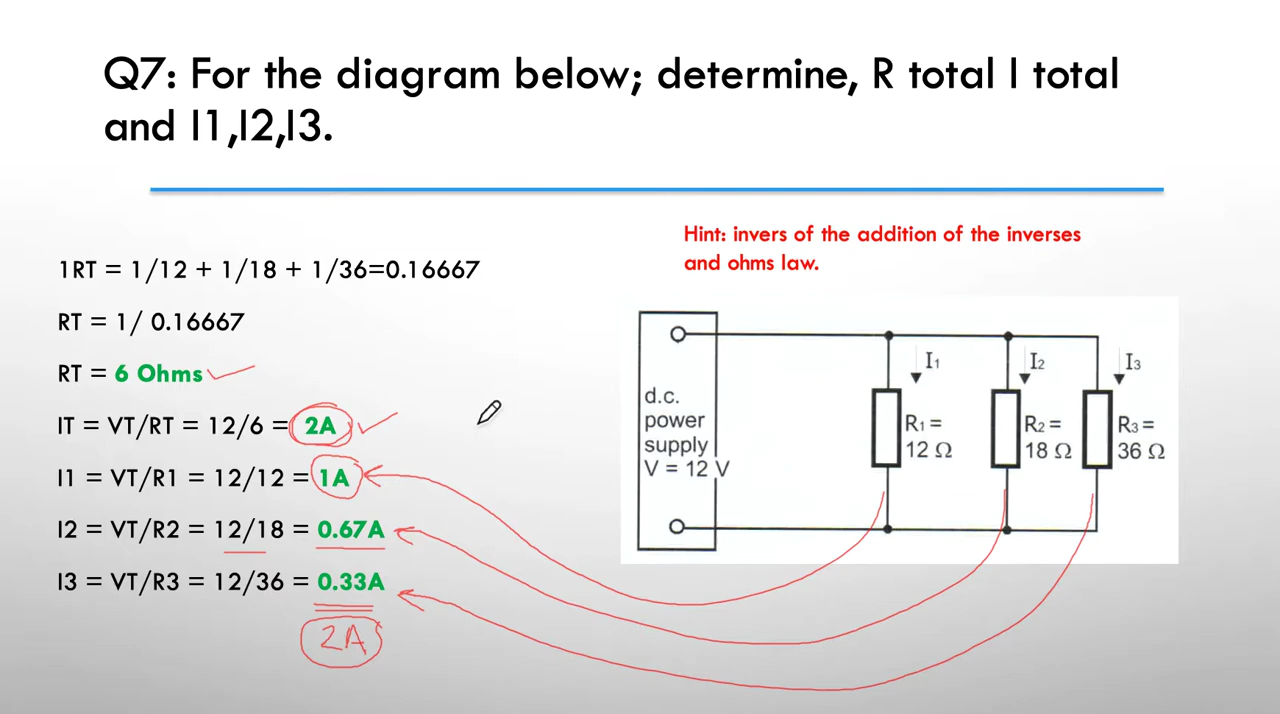 Q7: For the diagram below; determine, R total I total
and I1,I2,I3.
Hint: invers of the addition of the inverses
and ohms law.
1RT = 1/12 + 1/18 + 1/36=0.16667
RT = 1/ 0.16667
RT = 6 Ohms
IT = VT/RT = 12/6 = 2A
I1 = VT/R1 = 12/12 = 1A
I2 = VT/R2 = 12/18 = 0.67A
I3 = VT/R3 = 12/36 = 0.33A
2A
d.c.
power
supply
V = 12 V
I₁
R₁ =
12 Ω
I₂
R₂ =
18 Ω
I₃
R₃ =
36 Ω